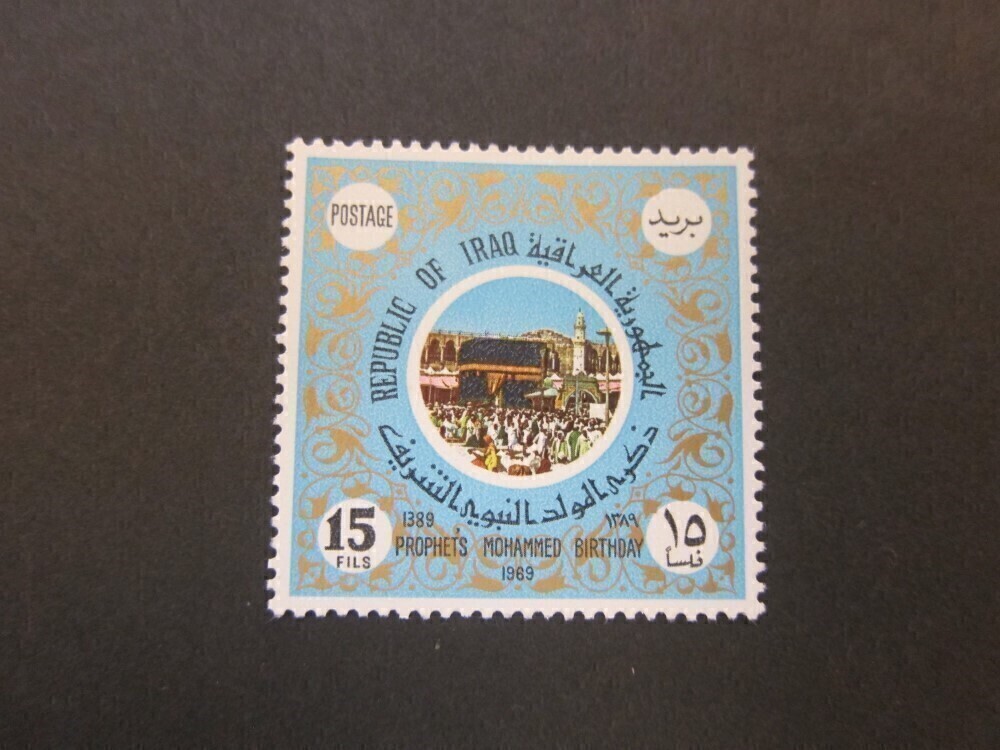 POSTAGE
بريد
REPUBLIC OF IRAQ
الجمهورية العراقية
ذكرى المولد النبوي الشريف
1389
١٣٨٩
15
FILS
PROPHET'S MOHAMMED BIRTHDAY
1969
١٥
فلساً